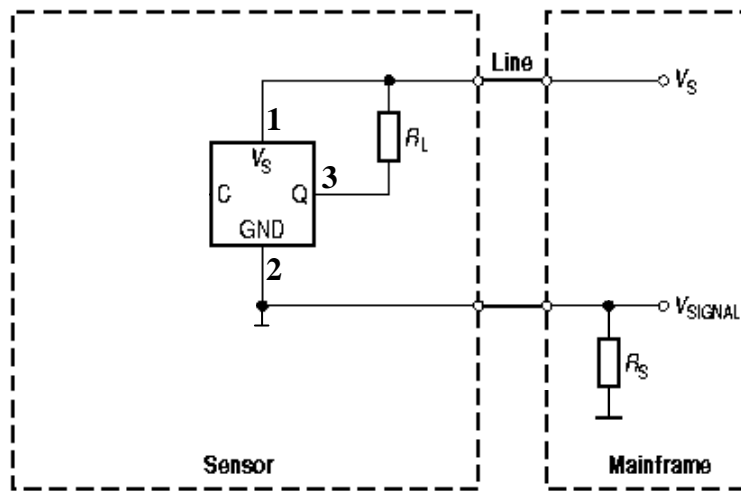 Line
V_S
1
R_L
V_S
3
C
Q
GND
2
V_SIGNAL
R_S
Sensor
Mainframe